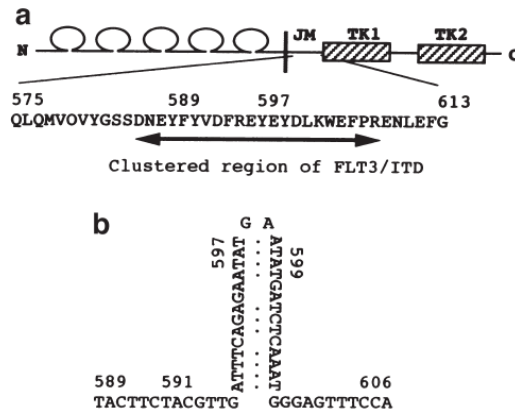 a
N JM TK1 TK2 C
575 589 597 613
QLQMVOVYGSSDNEYFYVDFREYEYDLKWEFPRENLEFG
Clustered region of FLT3/ITD
b
G A
597
ATTTCAGAGAATAT
ATATGATCTCAAAT
599
589 591 606
TACTTCTACGTTG GGGAGTTTCCA